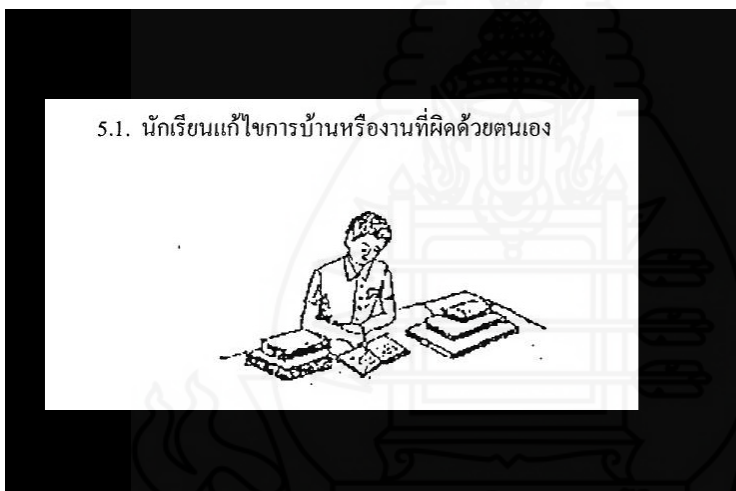 5.1. นักเรียนแก้ไขการบ้านหรืองานที่ผิดด้วยตนเอง